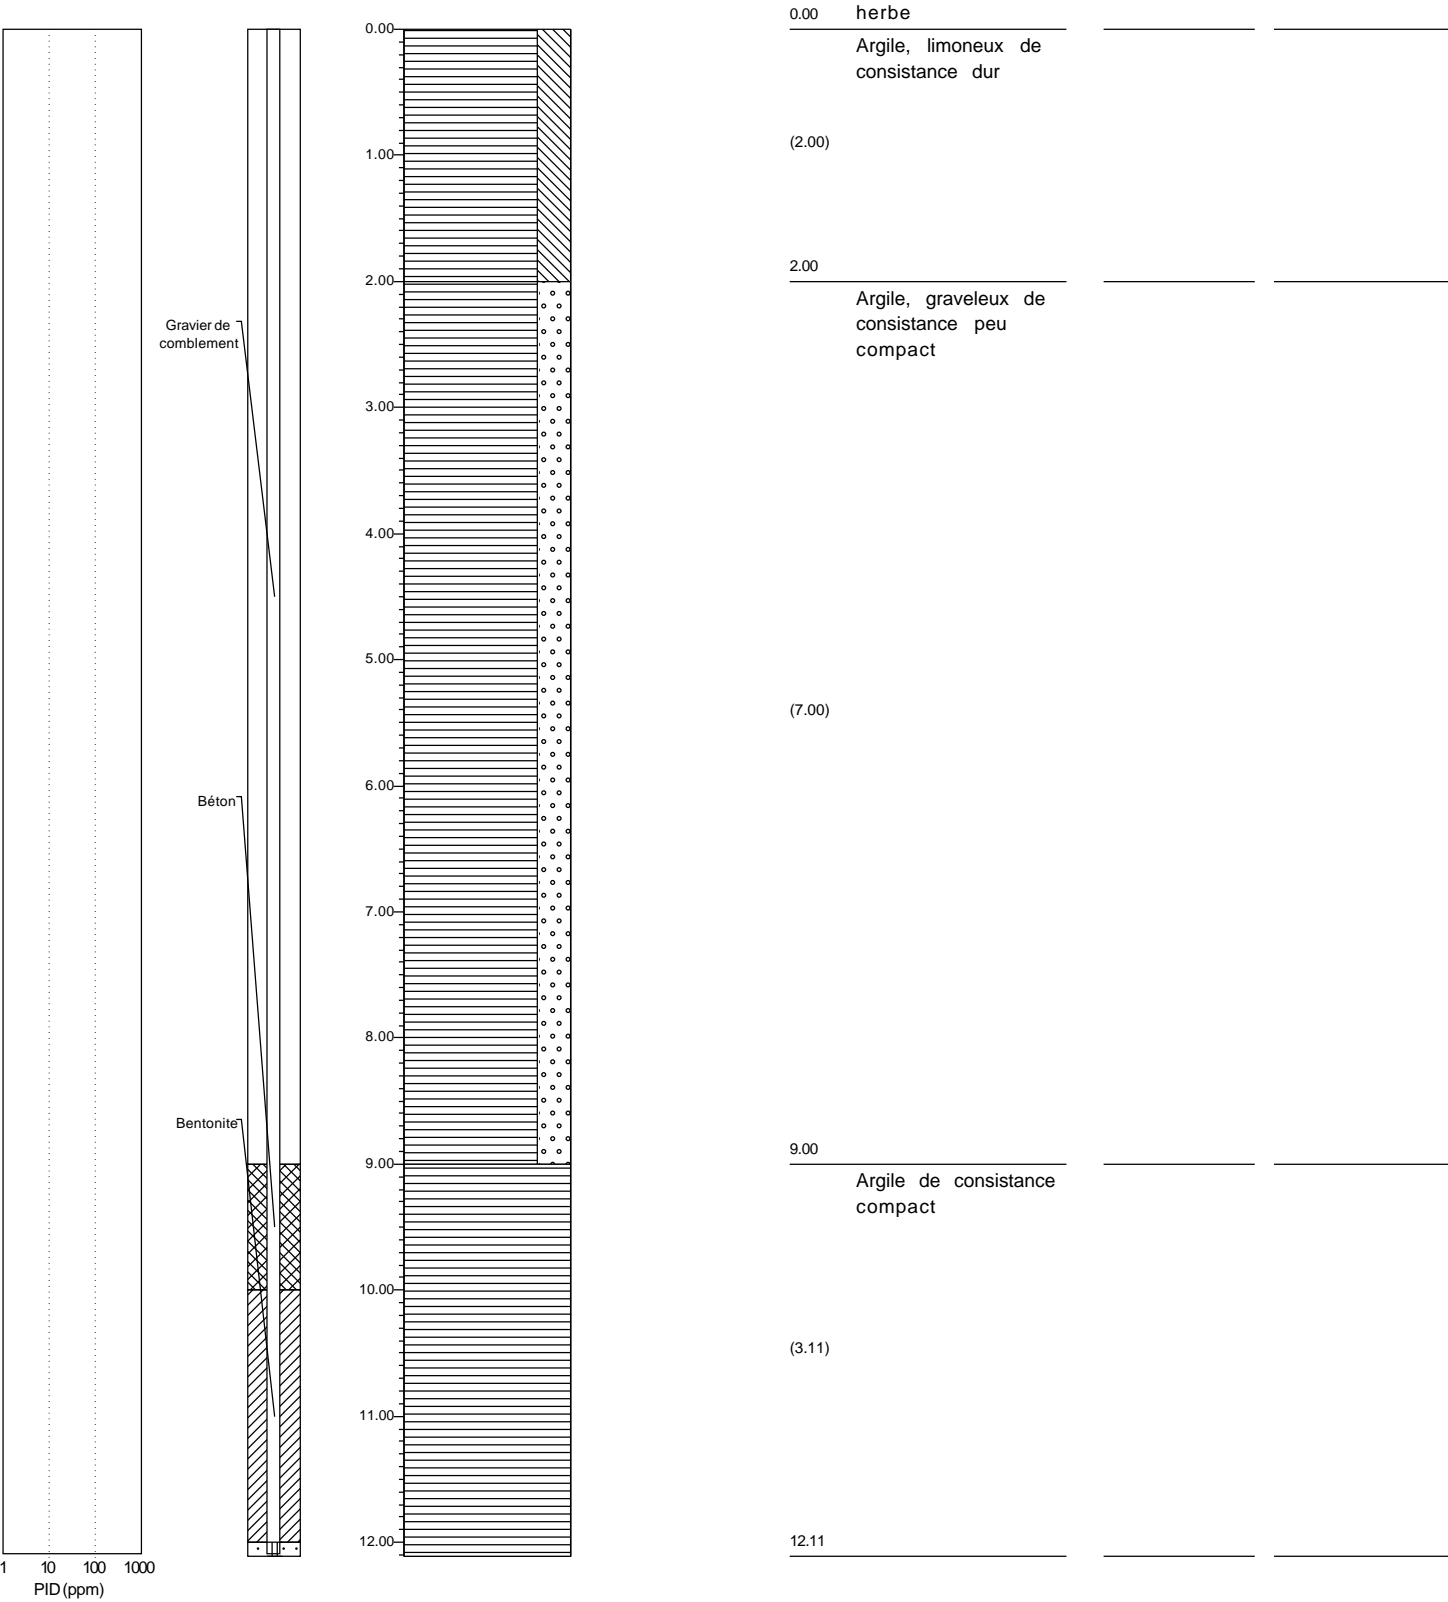 0.00 herbe
0.00
Argile, limoneux de
consistance dur
(2.00)
1.00
2.00
2.00
Argile, graveleux de
consistance peu
compact
Gravier de
comblement
3.00
4.00
5.00
(7.00)
6.00
Béton
7.00
8.00
Bentonite
9.00
9.00
Argile de consistance
compact
10.00
(3.11)
11.00
12.00
12.11
1 10 100 1000
PID (ppm)